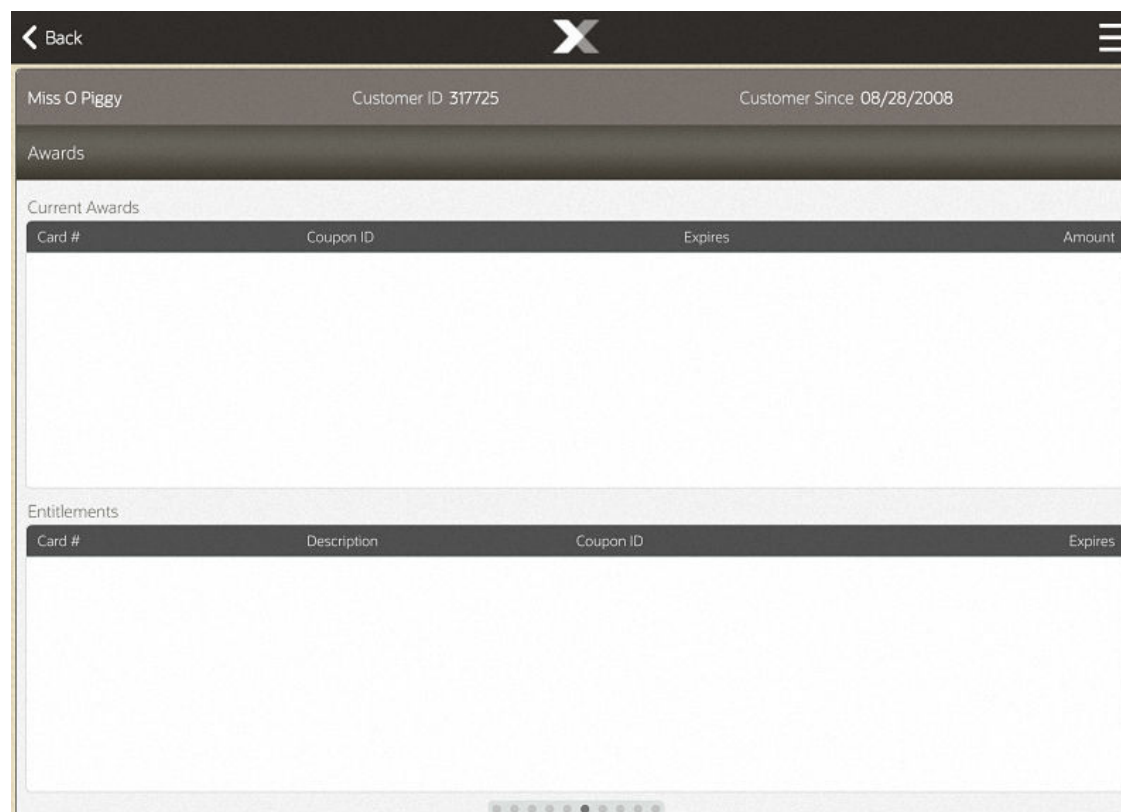 Back
Miss O Piggy Customer ID 317725 Customer Since 08/28/2008
Awards
Current Awards
Card # Coupon ID Expires Amount
Entitlements
Card # Description Coupon ID Expires